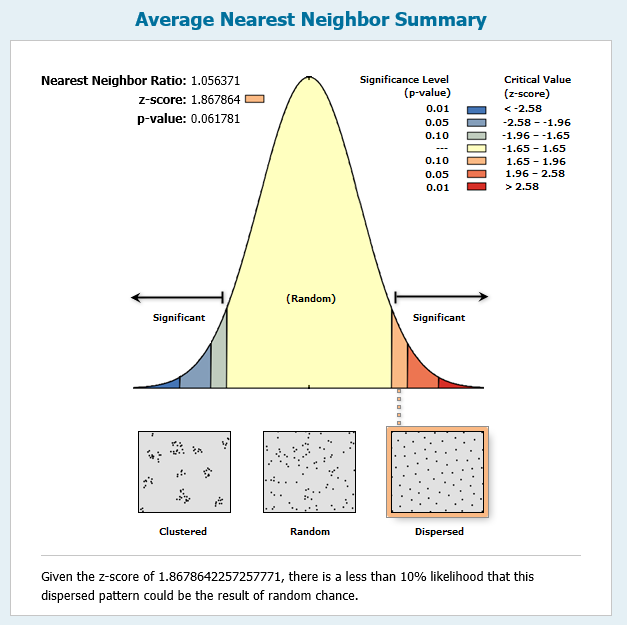 Average Nearest Neighbor Summary
Nearest Neighbor Ratio: 1.056371
z-score: 1.867864
p-value: 0.061781
Significance Level
(p-value)
Critical Value
(z-score)
0.01 < -2.58
0.05 -2.58 – -1.96
0.10 -1.96 – -1.65
--- -1.65 – 1.65
0.10 1.65 – 1.96
0.05 1.96 – 2.58
0.01 > 2.58
(Random)
Significant Significant
Clustered Random Dispersed
Given the z-score of 1.8678642257257771, there is a less than 10% likelihood that this
dispersed pattern could be the result of random chance.